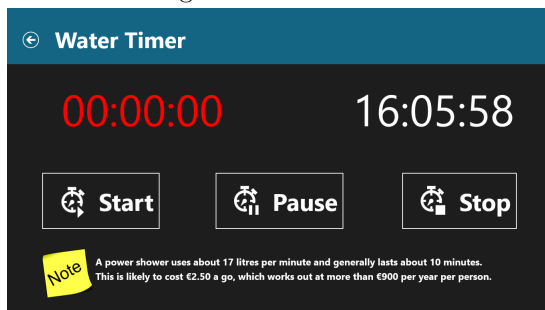 Water Timer
00:00:00 16:05:58
Start Pause Stop
Note
A power shower uses about 17 litres per minute and generally lasts about 10 minutes.
This is likely to cost €2.50 a go, which works out at more than €900 per year per person.